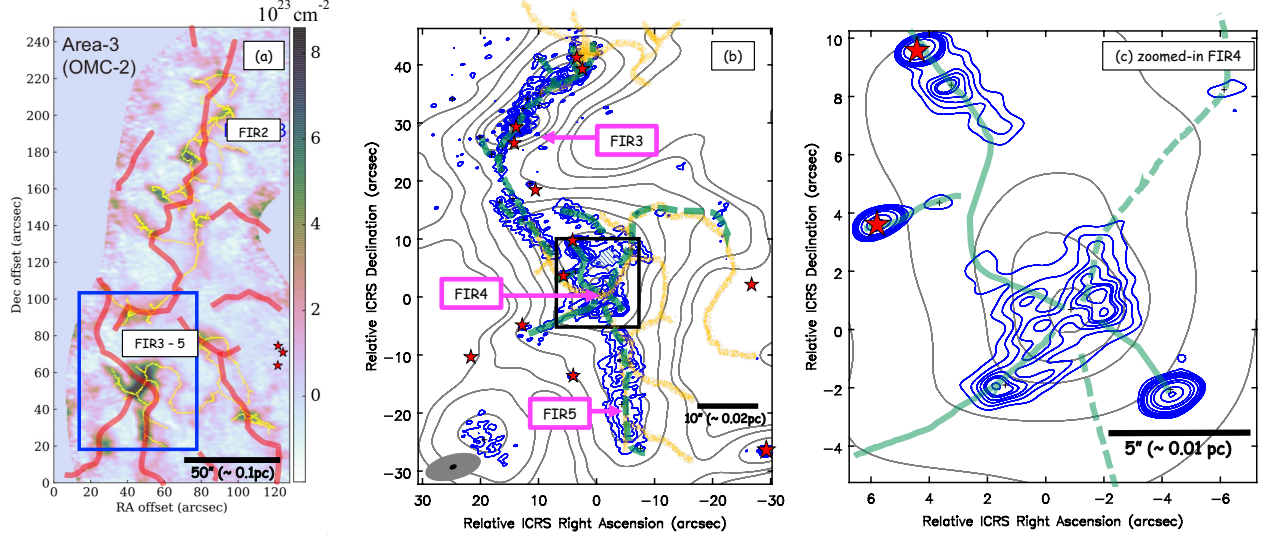 10²³ cm⁻²
Area-3
(OMC-2)
(a)
FIR2
3
FIR3 - 5
50" (~ 0.1pc)
240
220
200
180
160
140
120
100
80
60
40
20
0
0 20 40 60 80 100 120
Dec offset (arcsec)
RA offset (arcsec)
8
6
4
2
0
(b)
FIR3
FIR4
FIR5
10" (~ 0.02pc)
40
30
20
10
0
−10
−20
−30
30 20 10 0 −10 −20 −30
Relative ICRS Declination (arcsec)
Relative ICRS Right Ascension (arcsec)
(c) zoomed-in FIR4
5" (~ 0.01 pc)
10
8
6
4
2
0
−2
−4
6 4 2 0 −2 −4 −6
Relative ICRS Declination (arcsec)
Relative ICRS Right Ascension (arcsec)